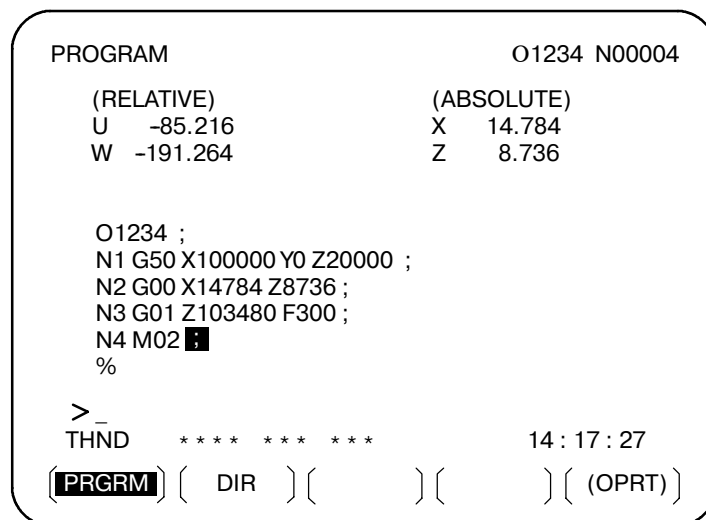 PROGRAM O1234 N00004
(RELATIVE) (ABSOLUTE)
U -85.216 X 14.784
W -191.264 Z 8.736
O1234 ;
N1 G50 X100000 Y0 Z20000 ;
N2 G00 X14784 Z8736 ;
N3 G01 Z103480 F300 ;
N4 M02 ;
%
>_
THND **** *** *** 14 : 17 : 27
[PRGRM] [ DIR ] [ ] [ ] [ (OPRT) ]